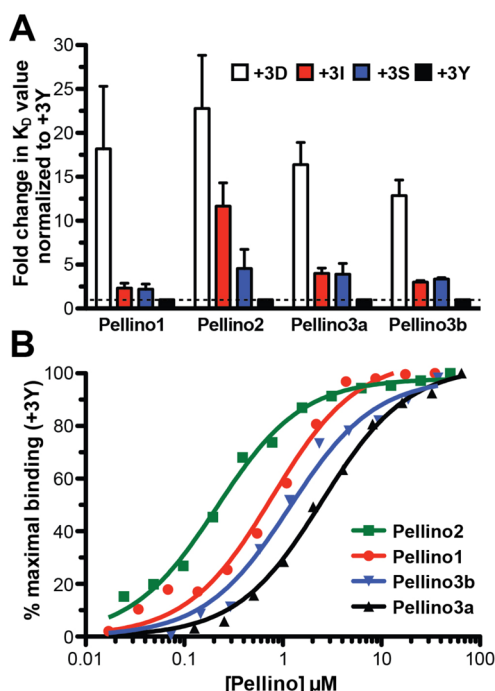 A
Fold change in KD value
normalized to +3Y
30
25
20
15
10
5
0
+3D +3I +3S +3Y
Pellino1 Pellino2 Pellino3a Pellino3b
B
% maximal binding (+3Y)
100
80
60
40
20
0
Pellino2
Pellino1
Pellino3b
Pellino3a
0.01 0.1 1 10 100
[Pellino] µM